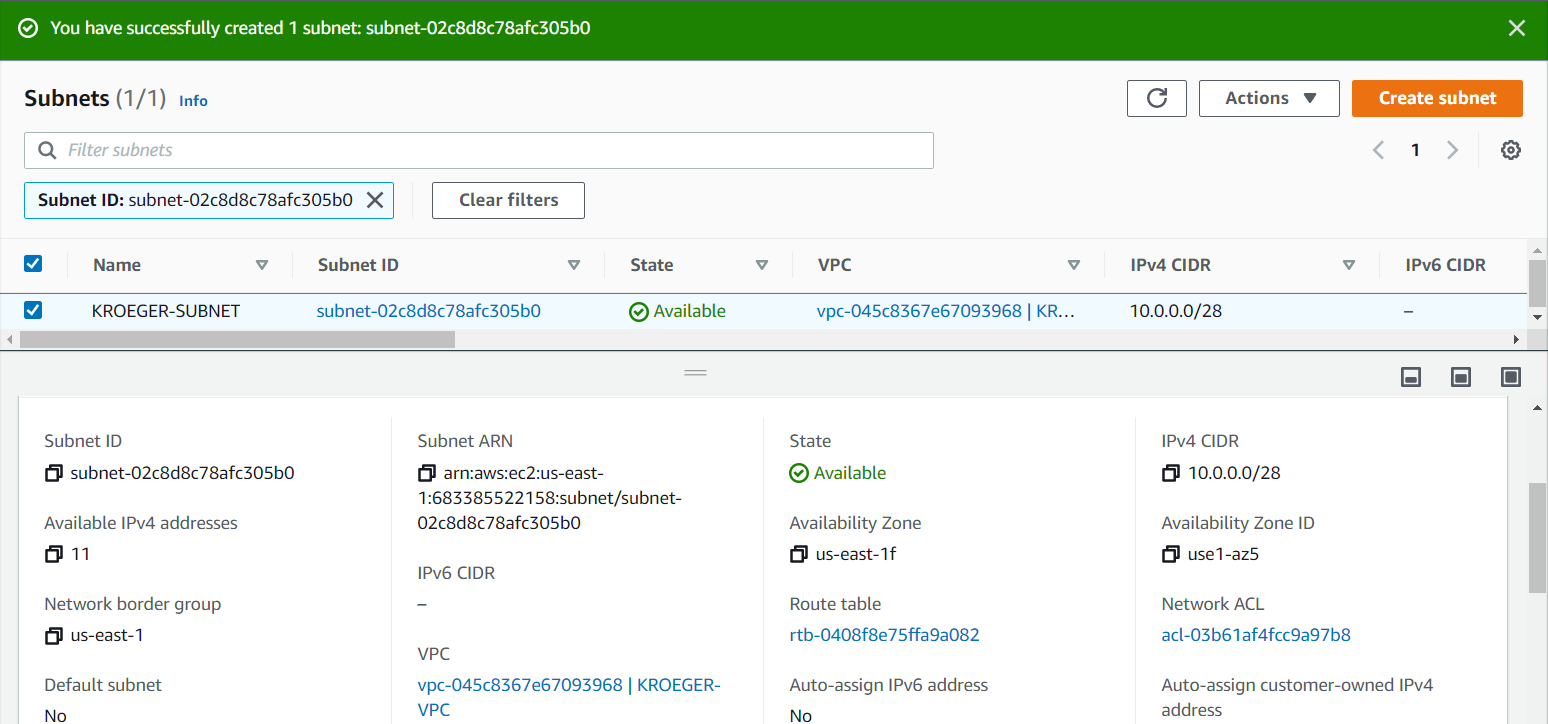 You have successfully created 1 subnet: subnet-02c8d8c78afc305b0
Subnets (1/1) Info
Actions
Create subnet
Filter subnets
1
Subnet ID: subnet-02c8d8c78afc305b0
Clear filters
Name Subnet ID State VPC IPv4 CIDR IPv6 CIDR
KROEGER-SUBNET subnet-02c8d8c78afc305b0 Available vpc-045c8367e67093968 | KR... 10.0.0.0/28 –
Subnet ID
subnet-02c8d8c78afc305b0
Available IPv4 addresses
11
Network border group
us-east-1
Default subnet
No
Subnet ARN
arn:aws:ec2:us-east-
1:683385522158:subnet/subnet-
02c8d8c78afc305b0
IPv6 CIDR
–
VPC
vpc-045c8367e67093968 | KROEGER-
VPC
State
Available
Availability Zone
us-east-1f
Route table
rtb-0408f8e75ffa9a082
Auto-assign IPv6 address
No
IPv4 CIDR
10.0.0.0/28
Availability Zone ID
use1-az5
Network ACL
acl-03b61af4fcc9a97b8
Auto-assign customer-owned IPv4
address